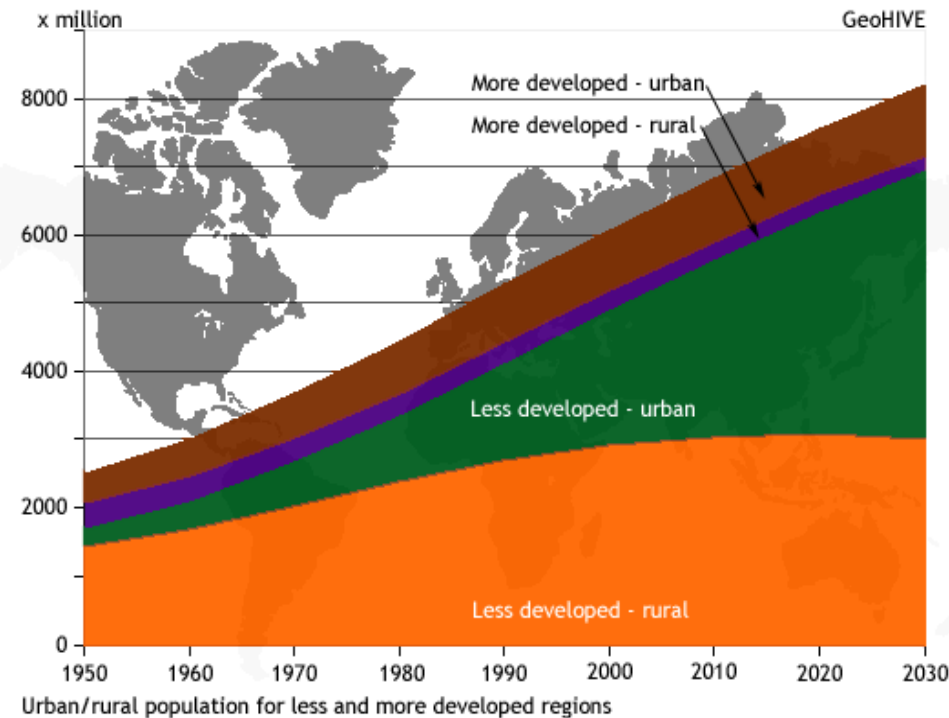 x million
GeoHIVE
8000
More developed - urban
More developed - rural
6000
4000
Less developed - urban
2000
Less developed - rural
0
1950 1960 1970 1980 1990 2000 2010 2020 2030
Urban/rural population for less and more developed regions